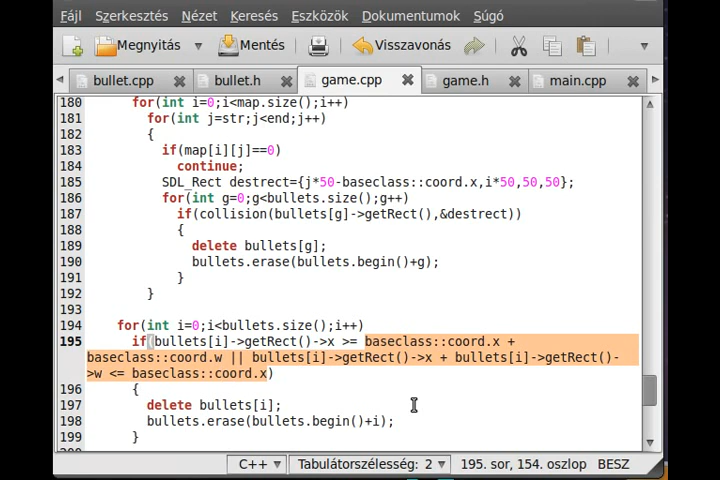 Fájl Szerkesztés Nézet Keresés Eszközök Dokumentumok Súgó
Megnyitás Mentés Visszavonás
bullet.cpp bullet.h game.cpp game.h main.cpp
180 for(int i=0;i<map.size();i++)
181 for(int j=str;j<end;j++)
182 {
183 if(map[i][j]==0)
184 continue;
185 SDL_Rect destrect={j*50-baseclass::coord.x,i*50,50,50};
186 for(int g=0;g<bullets.size();g++)
187 if(collision(bullets[g]->getRect(),&destrect))
188 {
189 delete bullets[g];
190 bullets.erase(bullets.begin()+g);
191 }
192 }
193
194 for(int i=0;i<bullets.size();i++)
195 if(bullets[i]->getRect()->x >= baseclass::coord.x +
baseclass::coord.w || bullets[i]->getRect()->x + bullets[i]->getRect()-
>w <= baseclass::coord.x)
196 {
197 delete bullets[i];
198 bullets.erase(bullets.begin()+i);
199 }
C++ Tabulátorszélesség: 2 195. sor, 154. oszlop BESZ